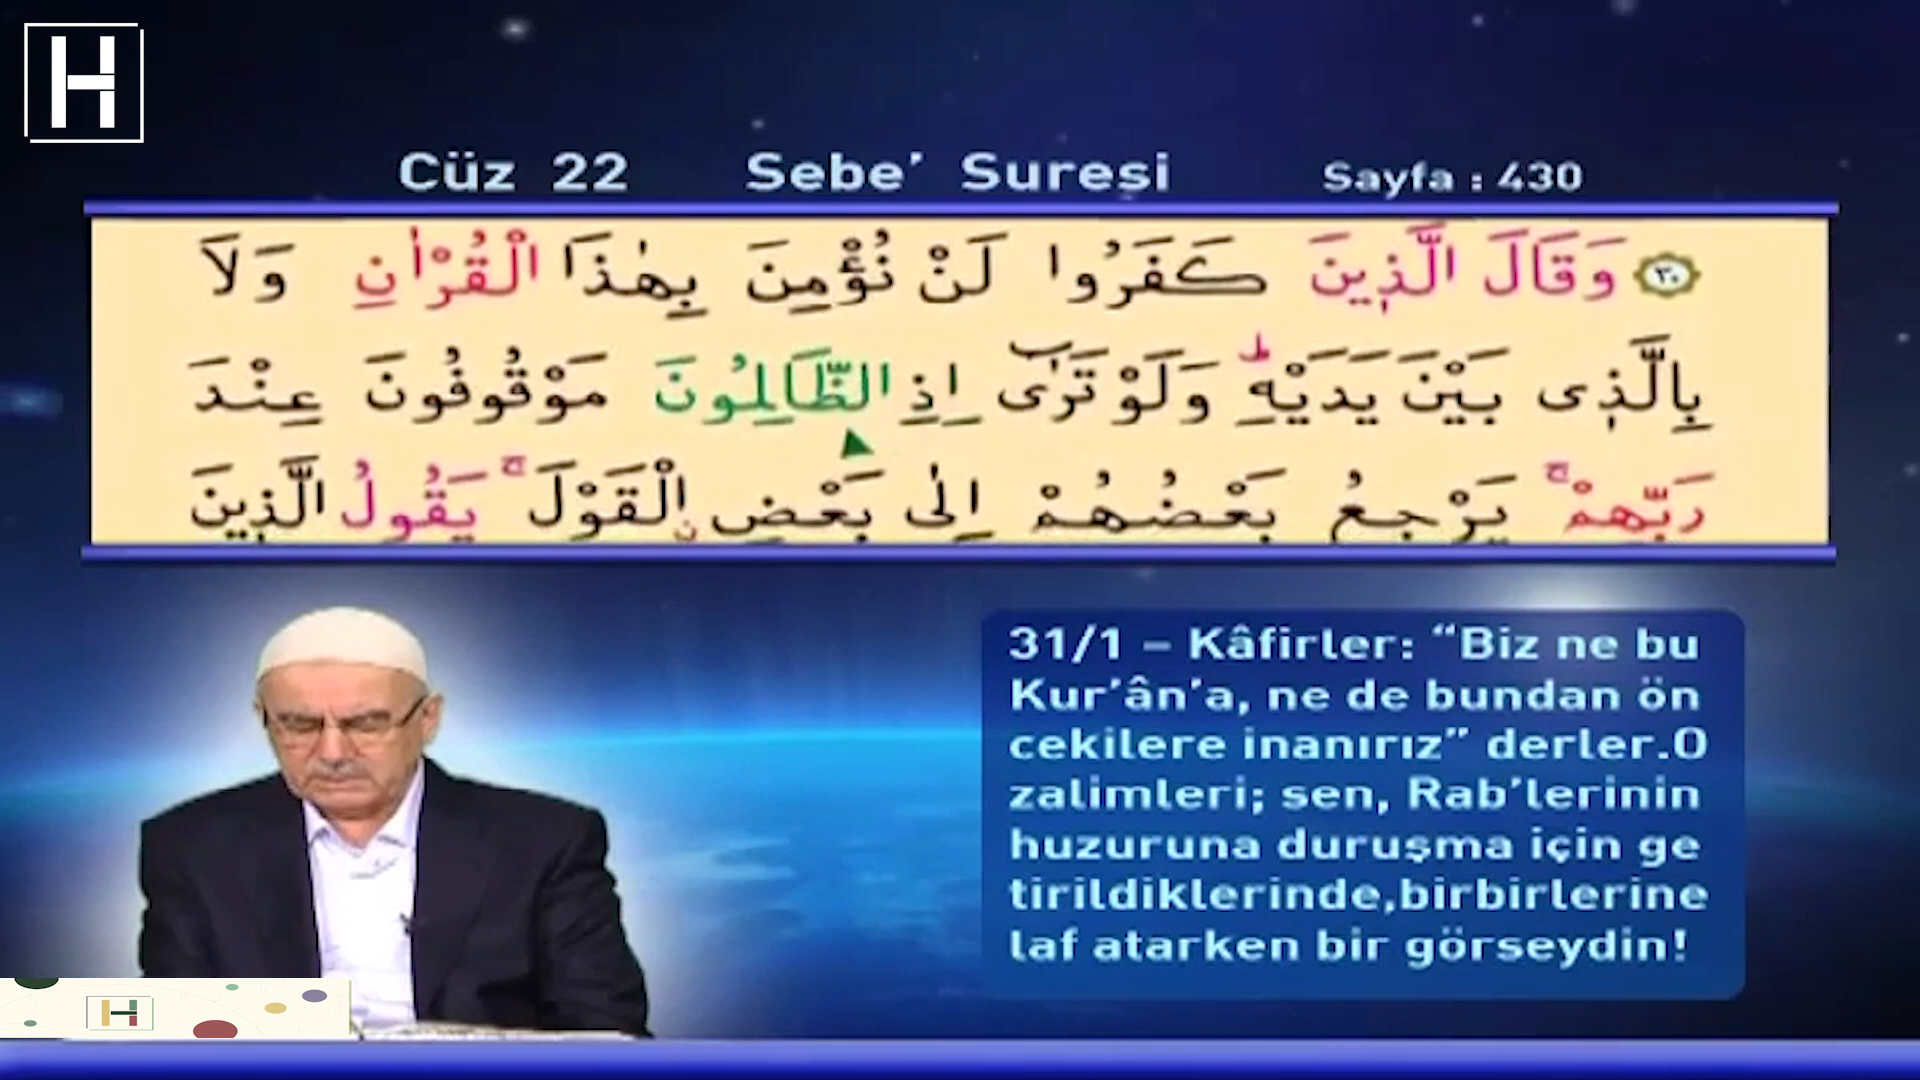 H
Cüz 22 Sebe’ Suresi Sayfa : 430
٣٠ وَقَالَ الَّذ۪ينَ كَفَرُوا لَنْ نُؤْمِنَ بِهٰذَا الْقُرْاٰنِ وَلَا
بِالَّذ۪ى بَيْنَ يَدَيْهِۜ وَلَوْ تَرٰٓى اِذِ الظَّالِمُونَ مَوْقُوفُونَ عِنْدَ
رَبِّهِمْۚ يَرْجِعُ بَعْضُهُمْ اِلٰى بَعْضٍ ࣙالْقَوْلَۚ يَقُولُ الَّذ۪ينَ
31/1 – Kâfirler: “Biz ne bu
Kur’ân’a, ne de bundan ön
cekilere inanırız” derler.O
zalimleri; sen, Rab’lerinin
huzuruna duruşma için ge
tirildiklerinde,birbirlerine
laf atarken bir görseydin!
H